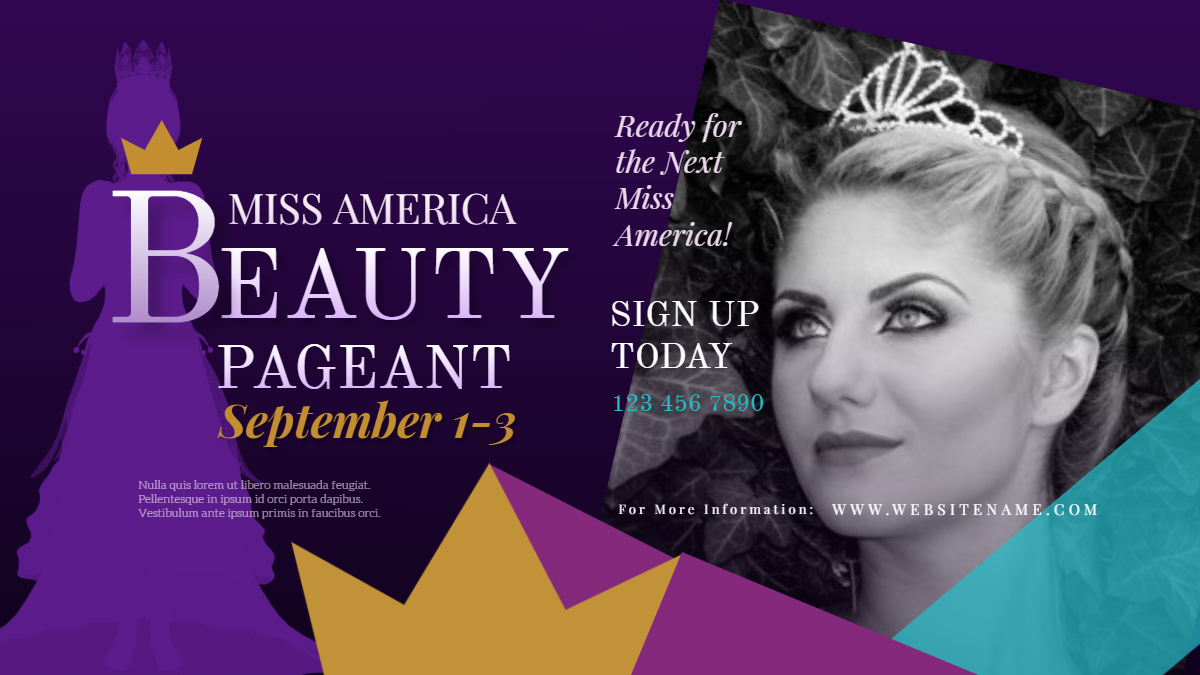 MISS AMERICA
BEAUTY
PAGEANT
September 1-3
Nulla quis lorem ut libero malesuada feugiat.
Pellentesque in ipsum id orci porta dapibus.
Vestibulum ante ipsum primis in faucibus orci.
Ready for
the Next
Miss
America!
SIGN UP
TODAY
123 456 7890
For More Information: WWW.WEBSITENAME.COM